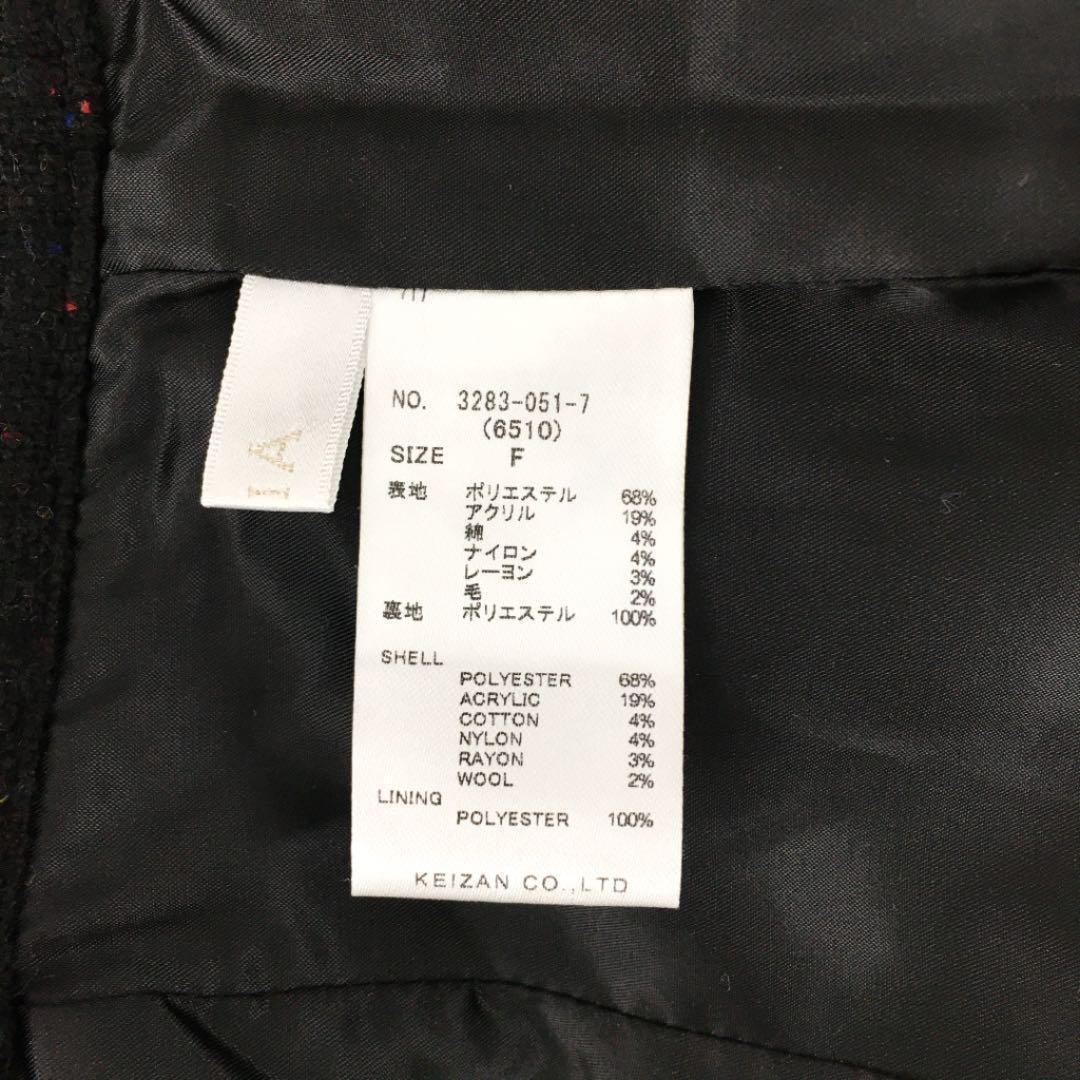 NO. 3283-051-7
(6510)
SIZE F
表地 ポリエステル 68%
アクリル 19%
綿 4%
ナイロン 4%
レーヨン 3%
毛 2%
裏地 ポリエステル 100%
SHELL
POLYESTER 68%
ACRYLIC 19%
COTTON 4%
NYLON 4%
RAYON 3%
WOOL 2%
LINING
POLYESTER 100%
KEIZAN CO.,LTD